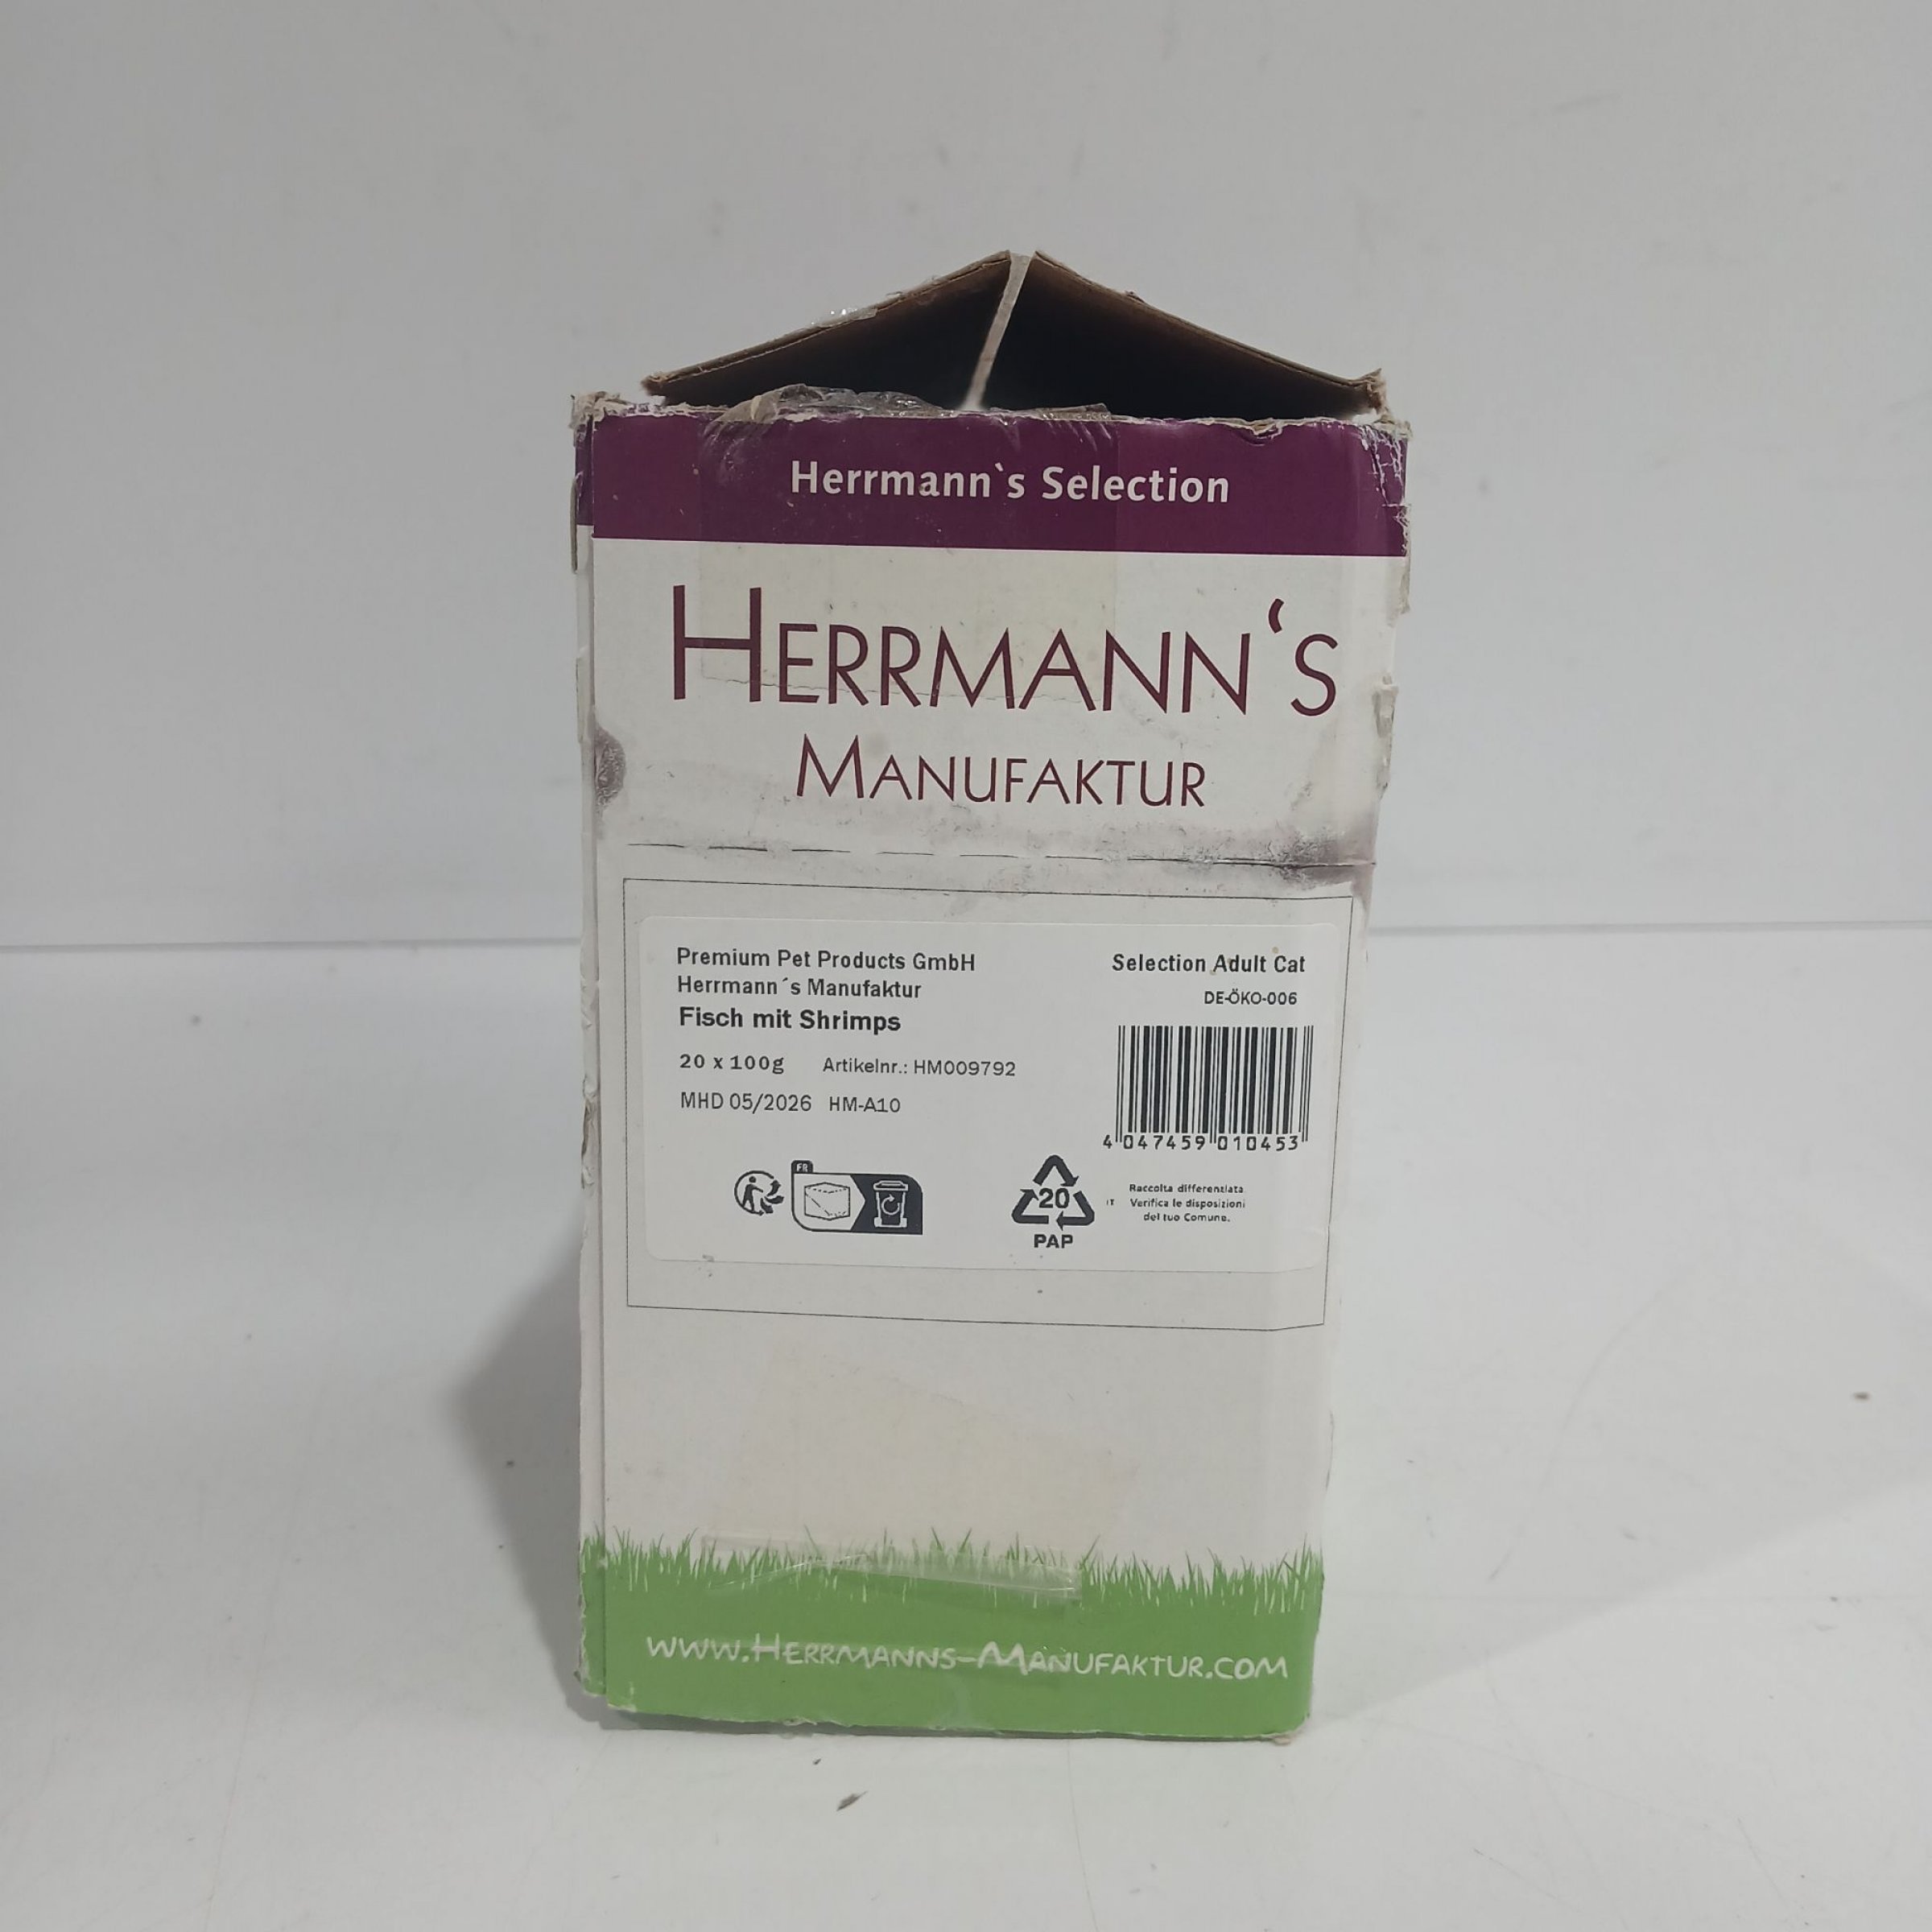 Herrmann`s Selection
HERRMANN‘S
MANUFAKTUR
Premium Pet Products GmbH
Herrmann´s Manufaktur
Fisch mit Shrimps
20 x 100g Artikelnr.: HM009792
MHD 05/2026 HM-A10
Selection Adult Cat
DE-ÖKO-006
4 047459 010453
FR
20
PAP
IT
Raccolta differenziata
Verifica le disposizioni
del tuo Comune.
WWW.HERRMANNS-MANUFAKTUR.COM